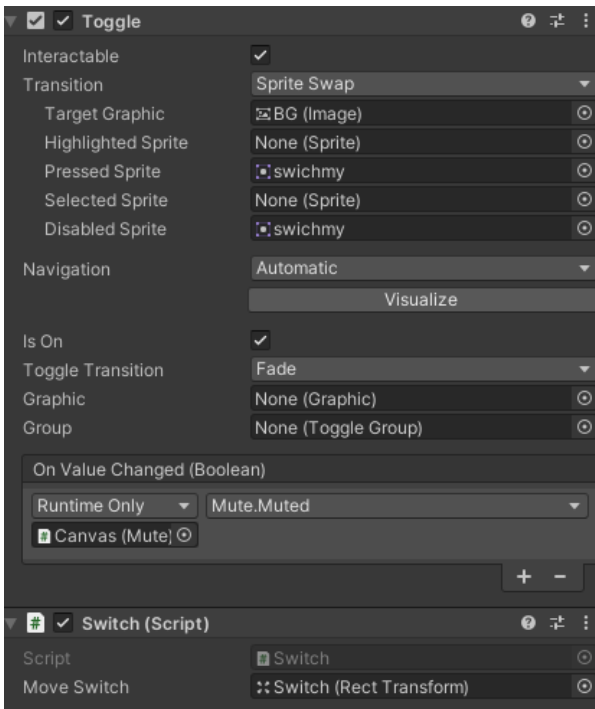 Toggle
Interactable
Transition Sprite Swap
Target Graphic BG (Image)
Highlighted Sprite None (Sprite)
Pressed Sprite swichmy
Selected Sprite None (Sprite)
Disabled Sprite swichmy
Navigation Automatic
Visualize
Is On
Toggle Transition Fade
Graphic None (Graphic)
Group None (Toggle Group)
On Value Changed (Boolean)
Runtime Only Mute.Muted
Canvas (Mute)
+ −
# Switch (Script)
Script Switch
Move Switch Switch (Rect Transform)